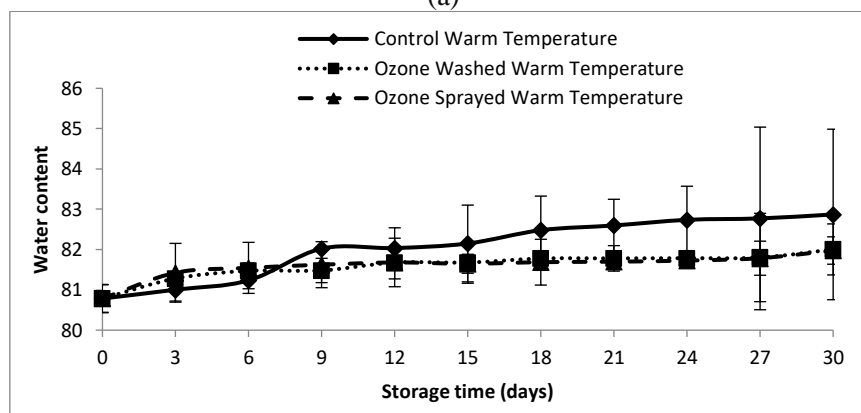 (a)
Control Warm Temperature
Ozone Washed Warm Temperature
Ozone Sprayed Warm Temperature
86
85
84
83
82
81
80
Water content
0 3 6 9 12 15 18 21 24 27 30
Storage time (days)